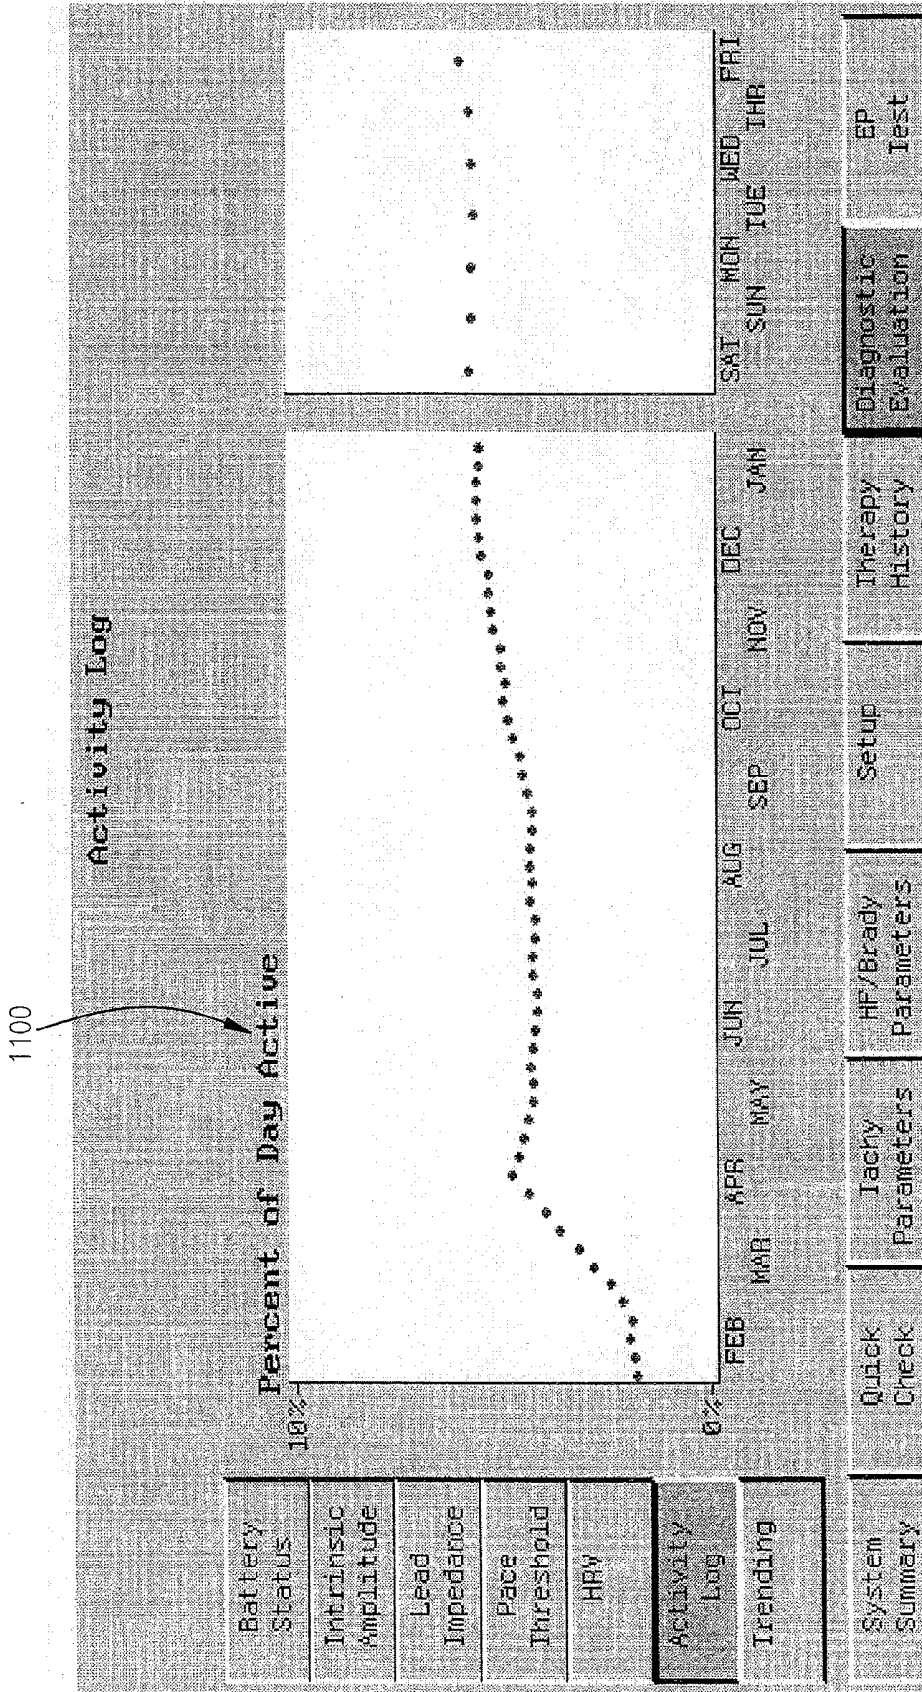 1100
Activity Log
Percent of Day Active
10%
0%
FEB
MAR
APR
MAY
JUN
JUL
AUG
SEP
OCT
NOV
DEC
JAN
SAT
SUN
MON
TUE
WED
THR
FRI
Battery
Status
Intrinsic
Amplitude
Lead
Impedance
Pace
Threshold
HRV
Activity
Log
Trending
System
Summary
Quick
Check
Tachy
Parameters
HF/Brady
Parameters
Setup
Therapy
History
Diagnostic
Evaluation
EP
Test